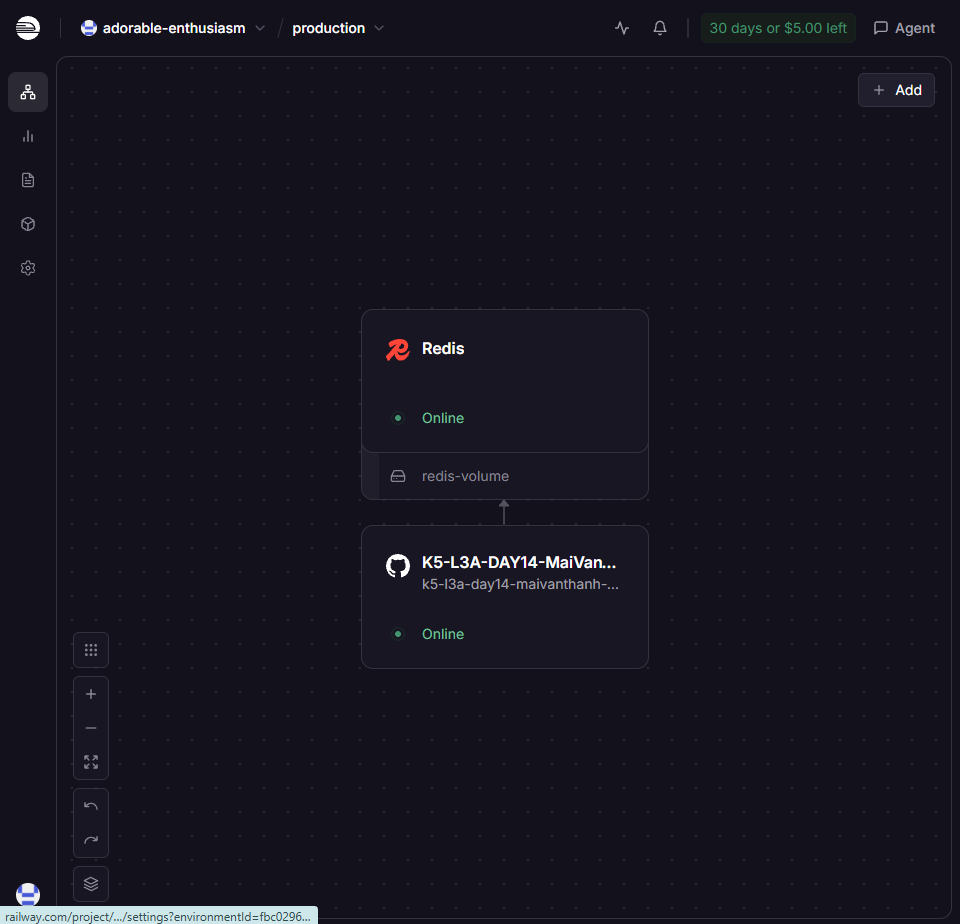 adorable-enthusiasm / production
30 days or $5.00 left
Agent
+ Add
Redis
Online
redis-volume
K5-L3A-DAY14-MaiVan...
k5-l3a-day14-maivanthanh-...
Online
railway.com/project/.../settings?environmentId=fbc0296...